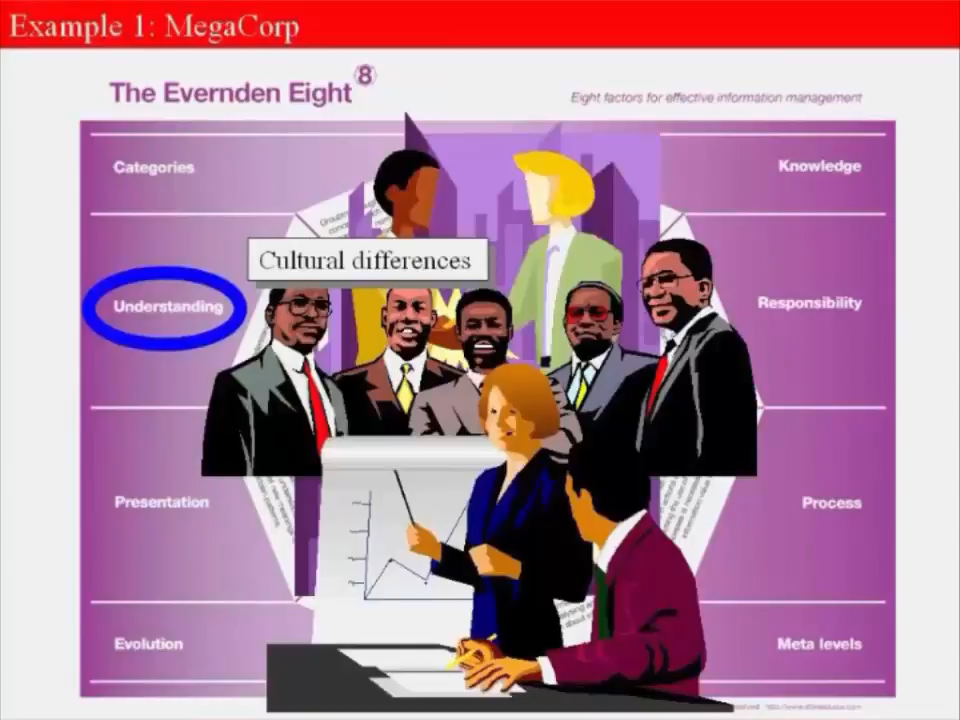 Example 1: MegaCorp
The Evernden Eight 8
Eight factors for effective information management
Categories
Knowledge
Cultural differences
Understanding
Responsibility
Presentation
Process
Evolution
Meta levels